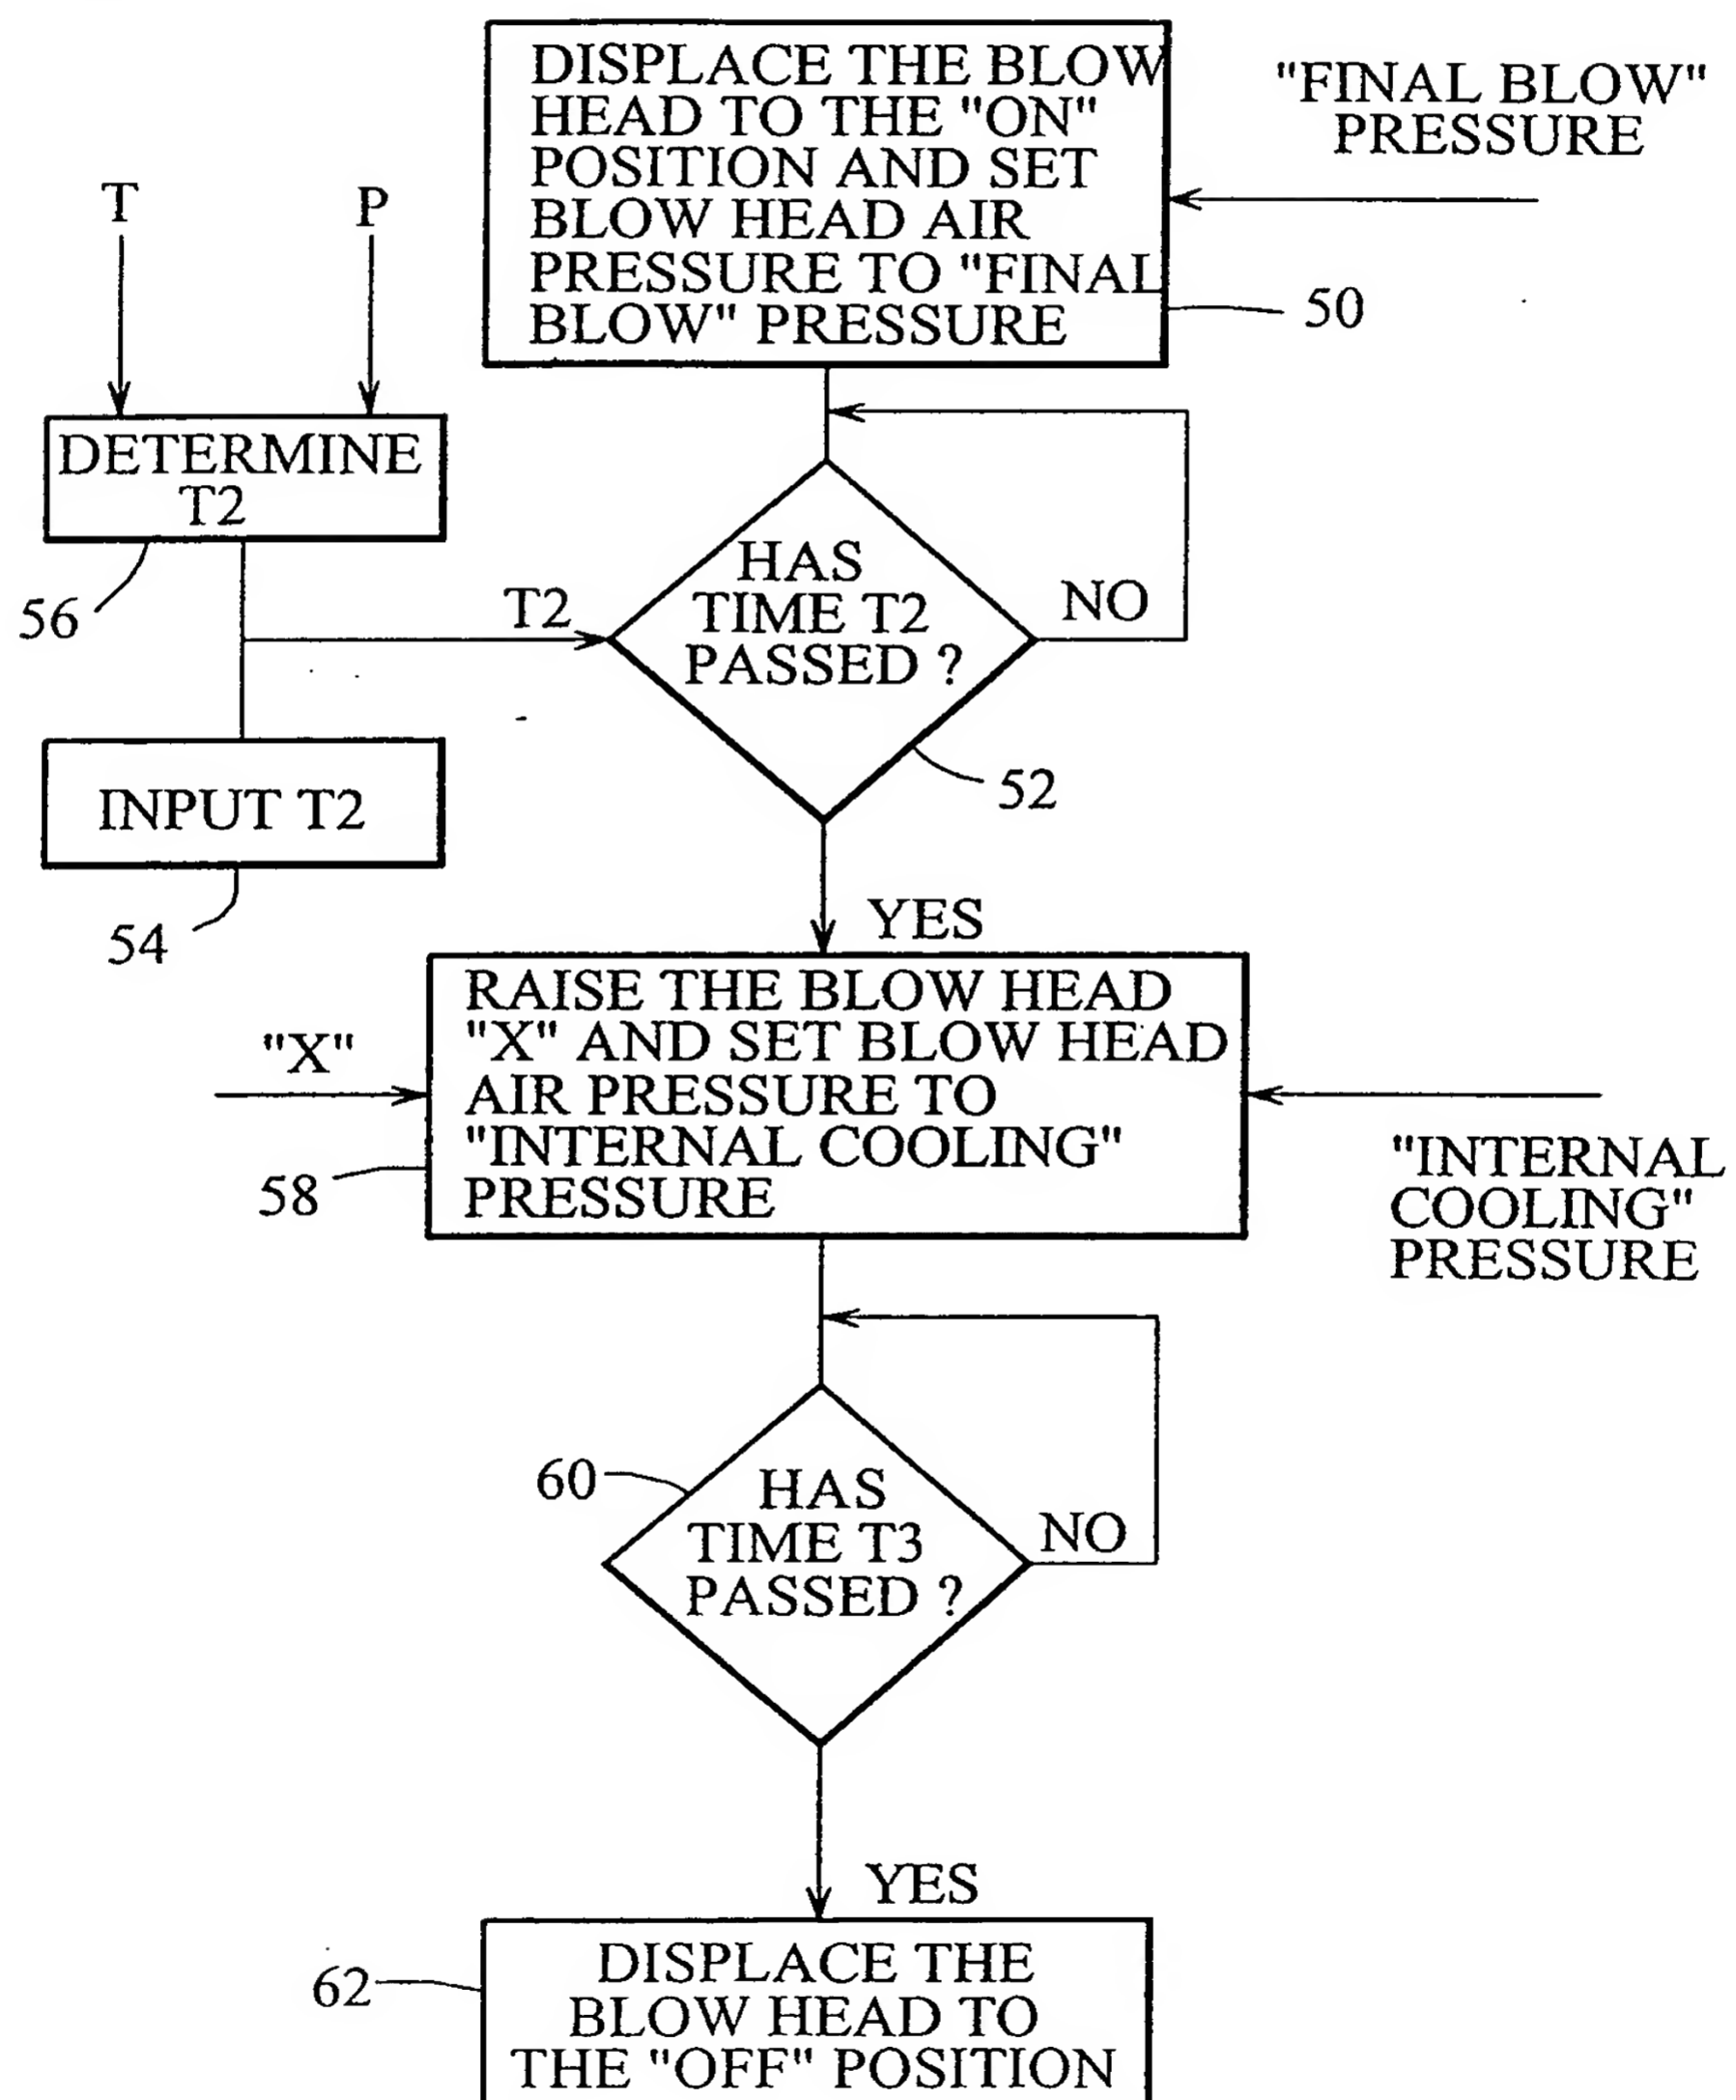 DISPLACE THE BLOW
HEAD TO THE "ON"
POSITION AND SET
BLOW HEAD AIR
PRESSURE TO "FINAL
BLOW" PRESSURE
"FINAL BLOW"
PRESSURE
50
T
P
DETERMINE
T2
56
T2
HAS
TIME T2
PASSED ?
NO
52
INPUT T2
54
YES
RAISE THE BLOW HEAD
"X" AND SET BLOW HEAD
AIR PRESSURE TO
"INTERNAL COOLING"
PRESSURE
"X"
58
"INTERNAL
COOLING"
PRESSURE
60
HAS
TIME T3
PASSED ?
NO
YES
62
DISPLACE THE
BLOW HEAD TO
THE "OFF" POSITION